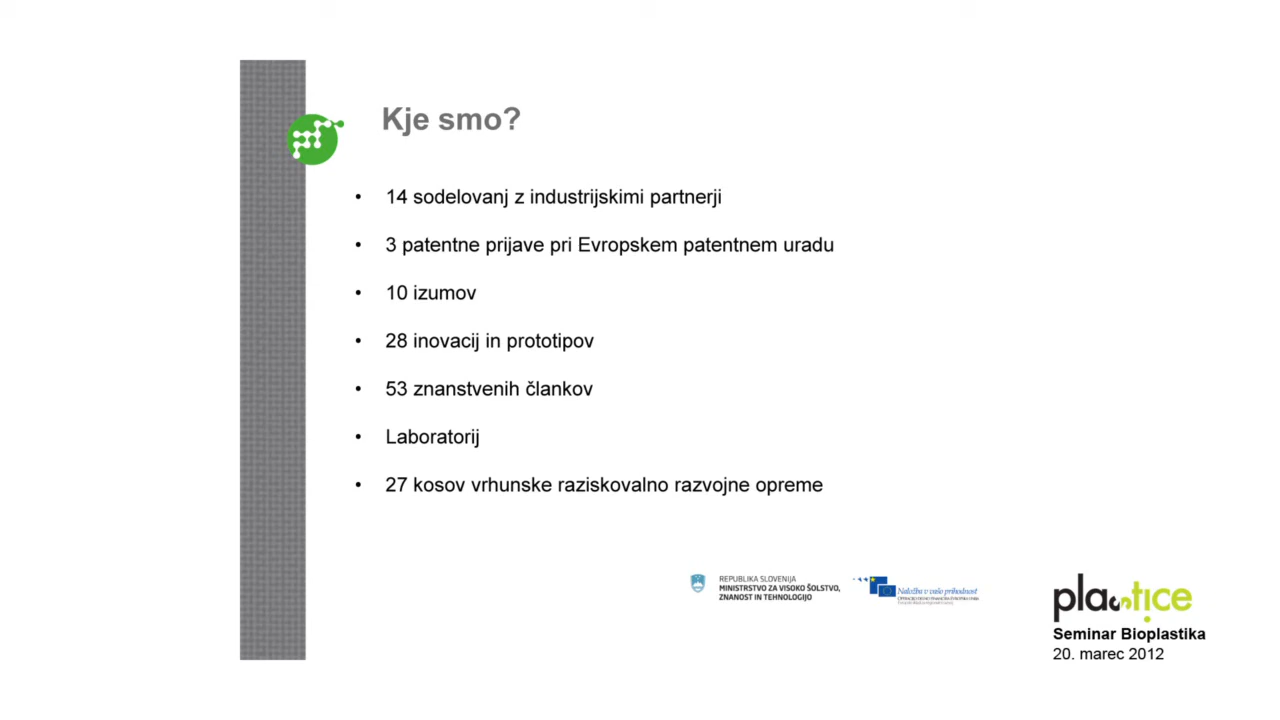 Kje smo?
• 14 sodelovanj z industrijskimi partnerji
• 3 patentne prijave pri Evropskem patentnem uradu
• 10 izumov
• 28 inovacij in prototipov
• 53 znanstvenih člankov
• Laboratorij
• 27 kosov vrhunske raziskovalno razvojne opreme
REPUBLIKA SLOVENIJA
MINISTRSTVO ZA VISOKO ŠOLSTVO,
ZNANOST IN TEHNOLOGIJO
Naložba v vašo prihodnost
plastice
Seminar Bioplastika
20. marec 2012